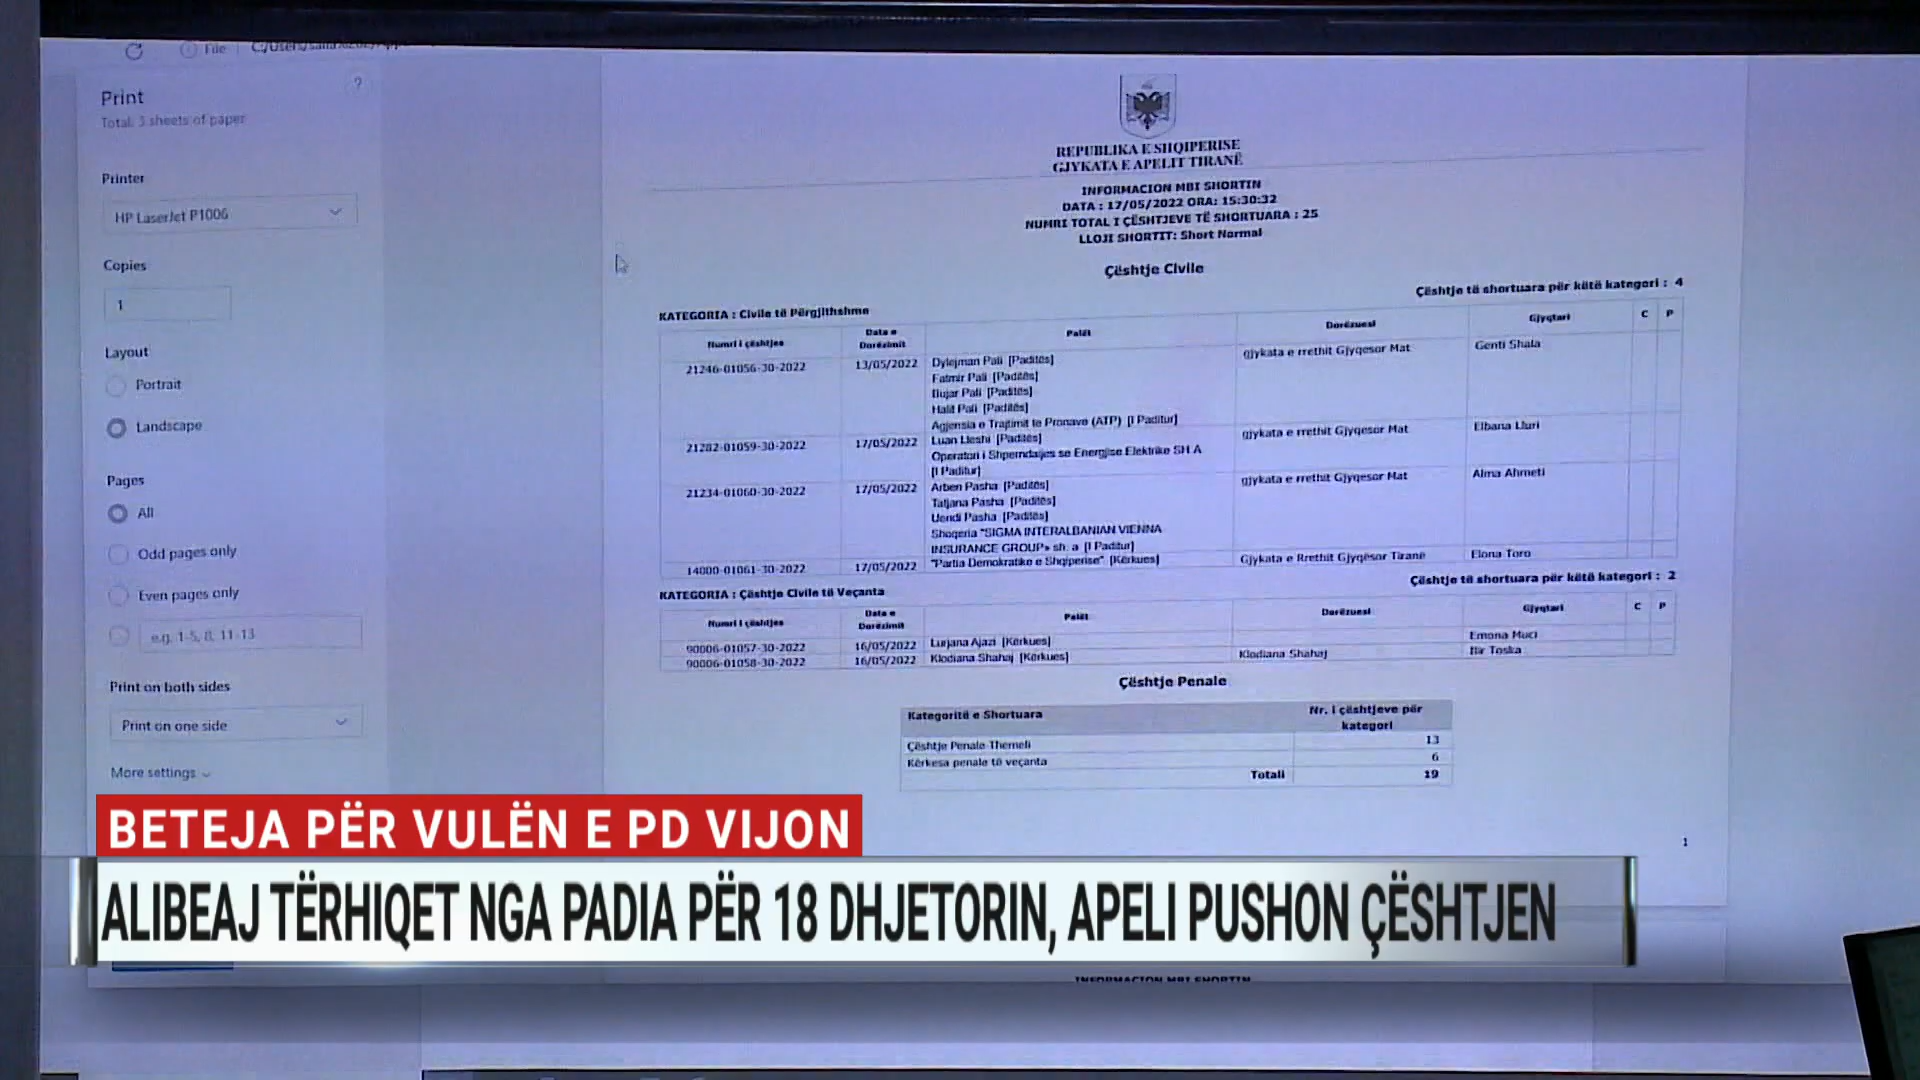 File
Print
?
Total: 3 sheets of paper
Printer
HP LaserJet P1006
Copies
1
Layout
Portrait
Landscape
Pages
All
Odd pages only
Even pages only
e.g. 1-5, 8, 11-13
Print on both sides
Print on one side
More settings
REPUBLIKA E SHQIPERISE
GJYKATA E APELIT TIRANË
INFORMACION MBI SHORTIN
DATA : 17/05/2022 ORA: 15:30:32
NUMRI TOTAL I ÇËSHTJEVE TË SHORTUARA : 25
LLOJI SHORTIT: Short Normal
Çështje Civile
Çështje të shortuara për këtë kategori : 4
KATEGORIA : Civile të Përgjithshme
Numri i çështjes Data e Dorëzimit Palët Dorëzuesi Gjyqtari C P
21246-01056-30-2022 13/05/2022 Dylejman Pali [Paditës] gjykata e rrethit Gjyqesor Mat Genti Shala
Fatmir Pali [Paditës]
Bujar Pali [Paditës]
Halit Pali [Paditës]
Agjensia e Trajtimit te Pronave (ATP) [I Paditur]
21282-01059-30-2022 17/05/2022 Luan Lleshi [Paditës] gjykata e rrethit Gjyqesor Mat Elbana Lluri
Operatori i Shperndarjes se Energjise Elektrike SH A
[I Paditur]
21234-01060-30-2022 17/05/2022 Arben Pasha [Paditës] gjykata e rrethit Gjyqesor Mat Alma Ahmeti
Tatjana Pasha [Paditës]
Uendi Pasha [Paditës]
Shoqeria "SIGMA INTERALBANIAN VIENNA
INSURANCE GROUP» sh. a [I Paditur]
14000-01061-30-2022 17/05/2022 "Partia Demokratike e Shqiperise" [Kërkues] Gjykata e Rrethit Gjyqësor Tiranë Elona Toro
Çështje të shortuara për këtë kategori : 2
KATEGORIA : Çështje Civile të Veçanta
Numri i çështjes Data e Dorëzimit Palët Dorëzuesi Gjyqtari C P
90006-01057-30-2022 16/05/2022 Lurjana Ajazi [Kërkues] Emona Muci
90006-01058-30-2022 16/05/2022 Klodiana Shahaj [Kërkues] Klodiana Shahaj Ilir Toska
Çështje Penale
Kategoritë e Shortuara Nr. i çështjeve për kategori
Çështje Penale Themeli 13
Kërkesa penale të veçanta 6
Totali 19
1
BETEJA PËR VULËN E PD VIJON
ALIBEAJ TËRHIQET NGA PADIA PËR 18 DHJETORIN, APELI PUSHON ÇËSHTJEN
INFORMACION MBI SHORTIN